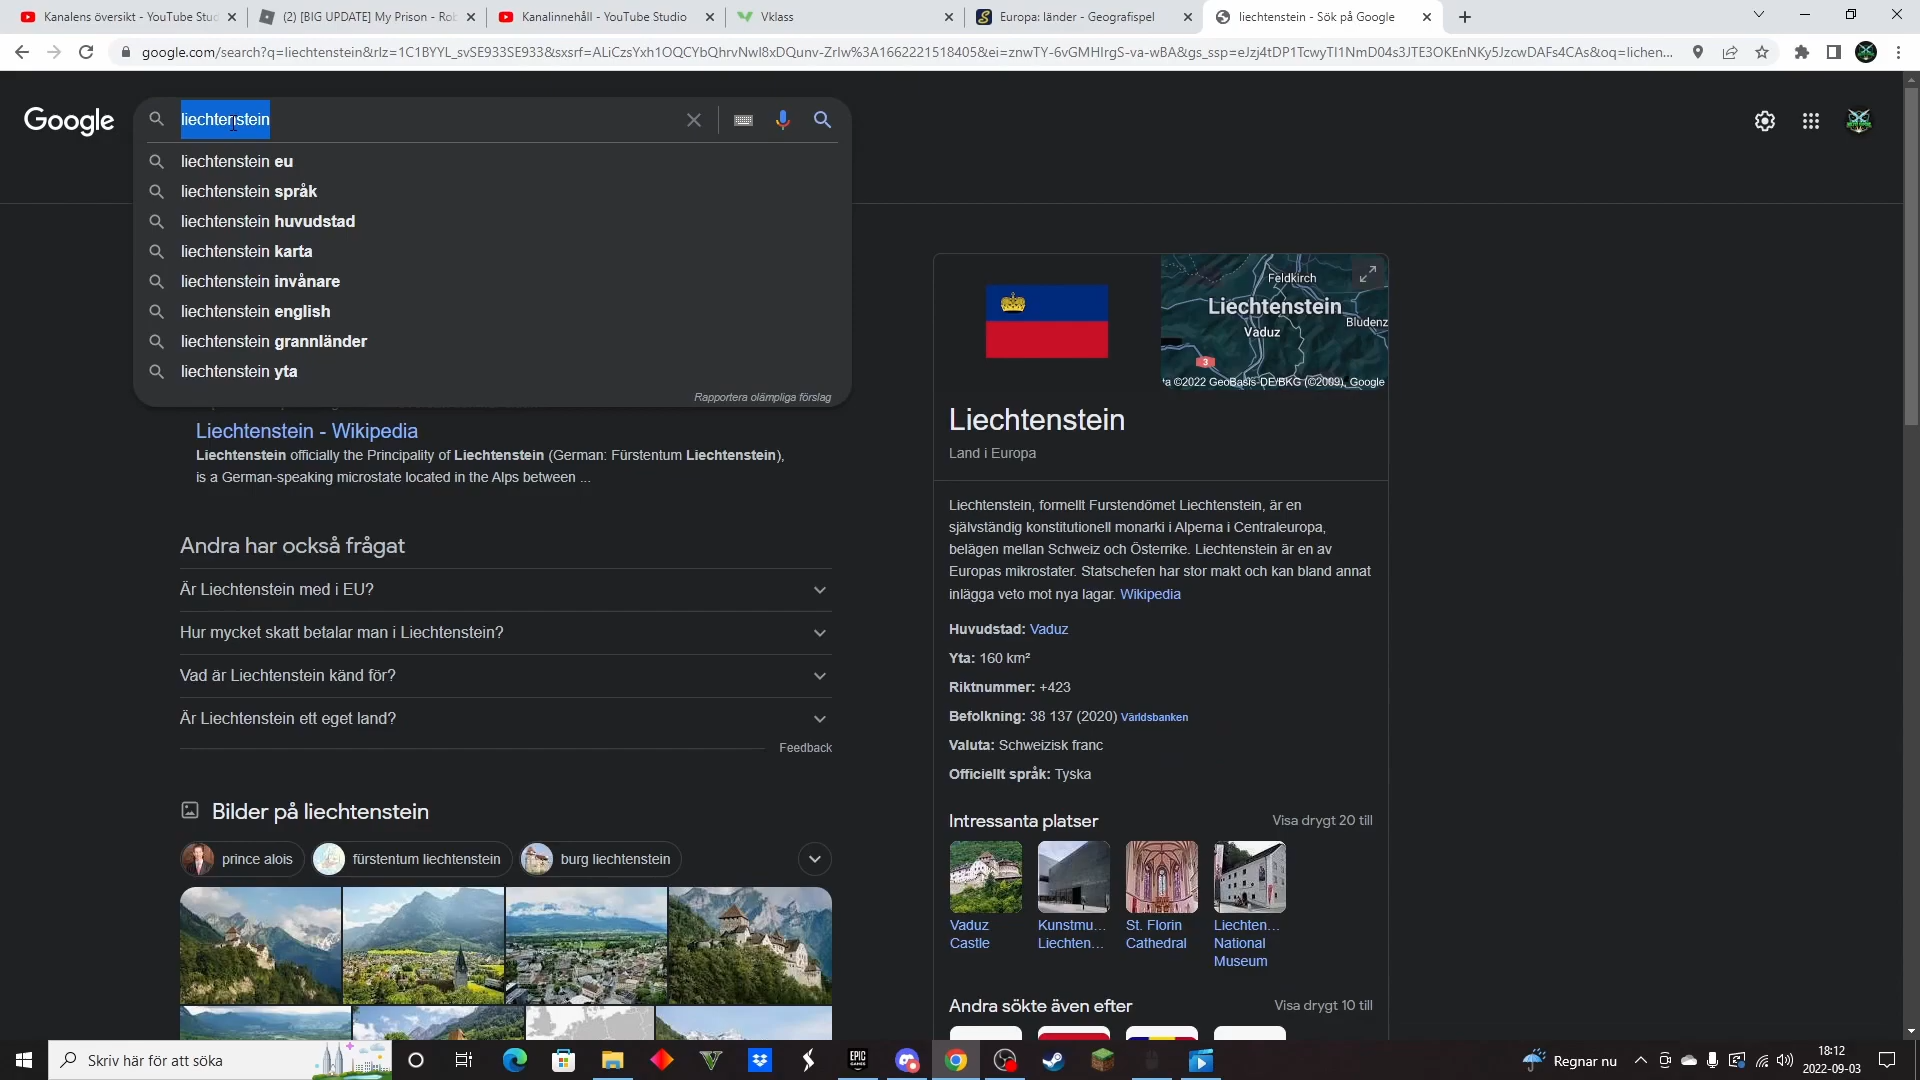 Kanalens översikt - YouTube Stu
(2) [BIG UPDATE] My Prison - Rob
Kanalinnehåll - YouTube Studio
Vklass
Europa: länder - Geografispel
liechtenstein - Sök på Google
google.com/search?q=liechtenstein&rlz=1C1BYYL_svSE933SE933&sxsrf=ALiCzsYxh1OQCYbQhrvNwI8xDQunv-Zrlw%3A1662221518405&ei=znwTY-6vGMHIrgS-va-wBA&gs_ssp=eJzj4tDP1TcwyTI1NmD04s3JTE3OKEnNKy5JzcwDAFs4CAs&oq=lichen...
Google
liechtenstein
liechtenstein eu
liechtenstein språk
liechtenstein huvudstad
liechtenstein karta
liechtenstein invånare
liechtenstein english
liechtenstein grannländer
liechtenstein yta
Rapportera olämpliga förslag
Liechtenstein - Wikipedia
Liechtenstein officially the Principality of Liechtenstein (German: Fürstentum Liechtenstein),
is a German-speaking microstate located in the Alps between ...
Andra har också frågat
Är Liechtenstein med i EU?
Hur mycket skatt betalar man i Liechtenstein?
Vad är Liechtenstein känd för?
Är Liechtenstein ett eget land?
Feedback
Bilder på liechtenstein
prince alois
fürstentum liechtenstein
burg liechtenstein
Feldkirch
Liechtenstein
Vaduz
Bludenz
3
ta ©2022 GeoBasis-DE/BKG (©2009), Google
Liechtenstein
Land i Europa
Liechtenstein, formellt Furstendömet Liechtenstein, är en
självständig konstitutionell monarki i Alperna i Centraleuropa,
belägen mellan Schweiz och Österrike. Liechtenstein är en av
Europas mikrostater. Statschefen har stor makt och kan bland annat
inlägga veto mot nya lagar. Wikipedia
Huvudstad: Vaduz
Yta: 160 km²
Riktnummer: +423
Befolkning: 38 137 (2020) Världsbanken
Valuta: Schweizisk franc
Officiellt språk: Tyska
Intressanta platser
Visa drygt 20 till
Vaduz
Castle
Kunstmu...
Liechten...
St. Florin
Cathedral
Liechten...
National
Museum
Andra sökte även efter
Visa drygt 10 till
Skriv här för att söka
EPIC
GAMES
Regnar nu
18:12
2022-09-03